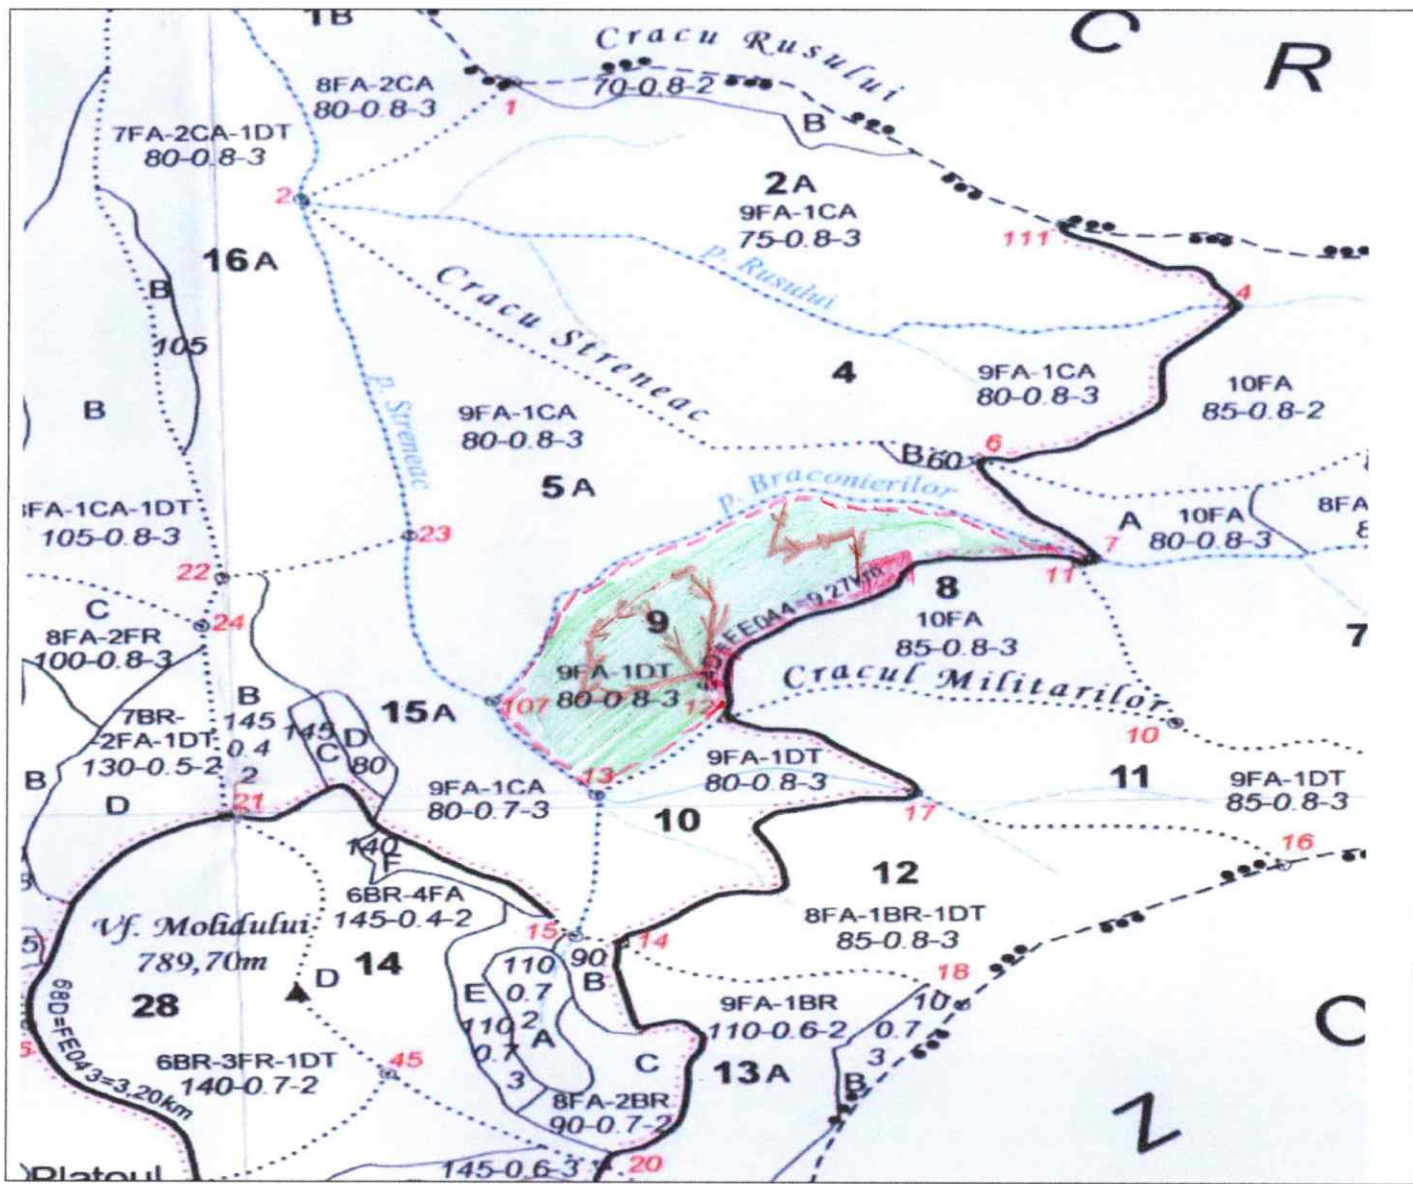 1B
Cracu Rusului
C
R
8FA-2CA
80-0.8-3
1
70-0.8-2
B
7FA-2CA-1DT
80-0.8-3
2
2A
9FA-1CA
75-0.8-3
111
16A
p. Rusului
B
4
Cracu Streneac
105
4
9FA-1CA
80-0.8-3
10FA
85-0.8-2
p. Streneac
B
9FA-1CA
80-0.8-3
6
B
60
5A
p. Braconierilor
FA-1CA-1DT
105-0.8-3
23
A
10FA
80-0.8-3
8FA
7
22
11
8
C
24
8FA-2FR
100-0.8-3
9
10FA
85-0.8-3
7
68D=FE044=9,27km
9FA-1DT
80-0.8-3
Cracul Militarilor
B
145
0.4
2
145
C
D
80
15A
107
12
10
7BR-
-2FA-1DT
130-0.5-2
B
D
13
9FA-1DT
80-0.8-3
11
9FA-1CA
80-0.7-3
9FA-1DT
85-0.8-3
21
10
17
140
F
16
12
6BR-4FA
145-0.4-2
8FA-1BR-1DT
85-0.8-3
Vf. Molidului
789,70m
15
14
90
B
14
D
110
0.7
2
A
18
28
E
110
0.7
3
9FA-1BR
110-0.6-2
10
0.7
3
68D=FE043=3,20km
6BR-3FR-1DT
140-0.7-2
45
C
13A
B
8FA-2BR
90-0.7-2
Z
145-0.6-3
20
Platoul